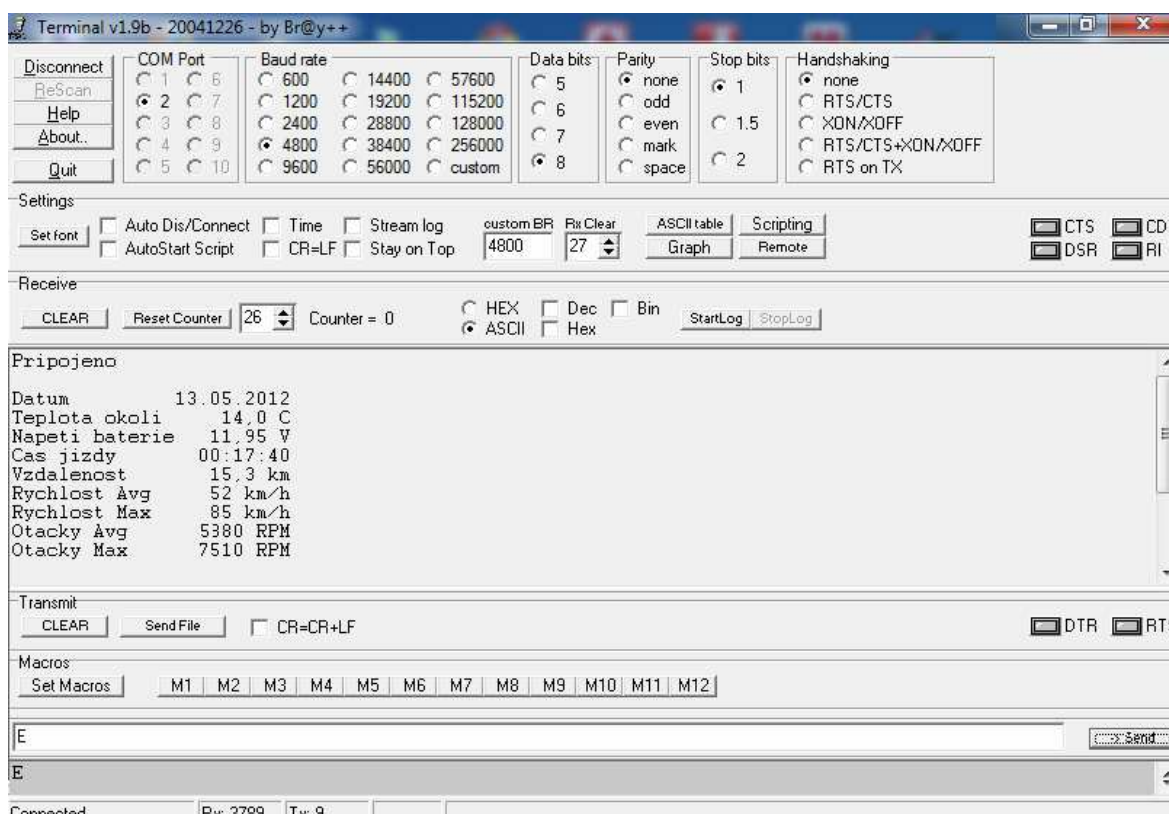 Terminal v1.9b - 20041226 - by Br@y++
Disconnect
ReScan
Help
About..
Quit
COM Port
1 6
2 7
3 8
4 9
5 10
Baud rate
600 14400 57600
1200 19200 115200
2400 28800 128000
4800 38400 256000
9600 56000 custom
Data bits
5
6
7
8
Parity
none
odd
even
mark
space
Stop bits
1
1.5
2
Handshaking
none
RTS/CTS
XON/XOFF
RTS/CTS+XON/XOFF
RTS on TX
Settings
Set font
Auto Dis/Connect Time Stream log
AutoStart Script CR=LF Stay on Top
custom BR Rx Clear
4800 27
ASCII table Scripting
Graph Remote
CTS CD
DSR RI
Receive
CLEAR Reset Counter 26 Counter = 0
HEX Dec Bin
ASCII Hex
StartLog StopLog
Pripojeno
Datum 13.05.2012
Teplota okoli 14,0 C
Napeti baterie 11,95 V
Cas jizdy 00:17:40
Vzdalenost 15,3 km
Rychlost Avg 52 km/h
Rychlost Max 85 km/h
Otacky Avg 5380 RPM
Otacky Max 7510 RPM
Transmit
CLEAR Send File CR=CR+LF
DTR RT
Macros
Set Macros M1 M2 M3 M4 M5 M6 M7 M8 M9 M10 M11 M12
E
-> Send
E
Connected Rx: 2789 Tx: 9